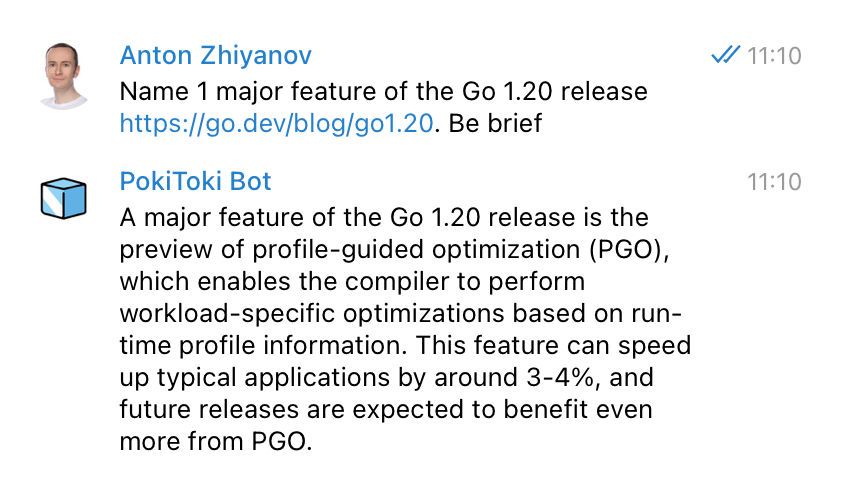 Anton Zhiyanov 11:10
Name 1 major feature of the Go 1.20 release
https://go.dev/blog/go1.20. Be brief
PokiToki Bot 11:10
A major feature of the Go 1.20 release is the
preview of profile-guided optimization (PGO),
which enables the compiler to perform
workload-specific optimizations based on run-
time profile information. This feature can speed
up typical applications by around 3-4%, and
future releases are expected to benefit even
more from PGO.